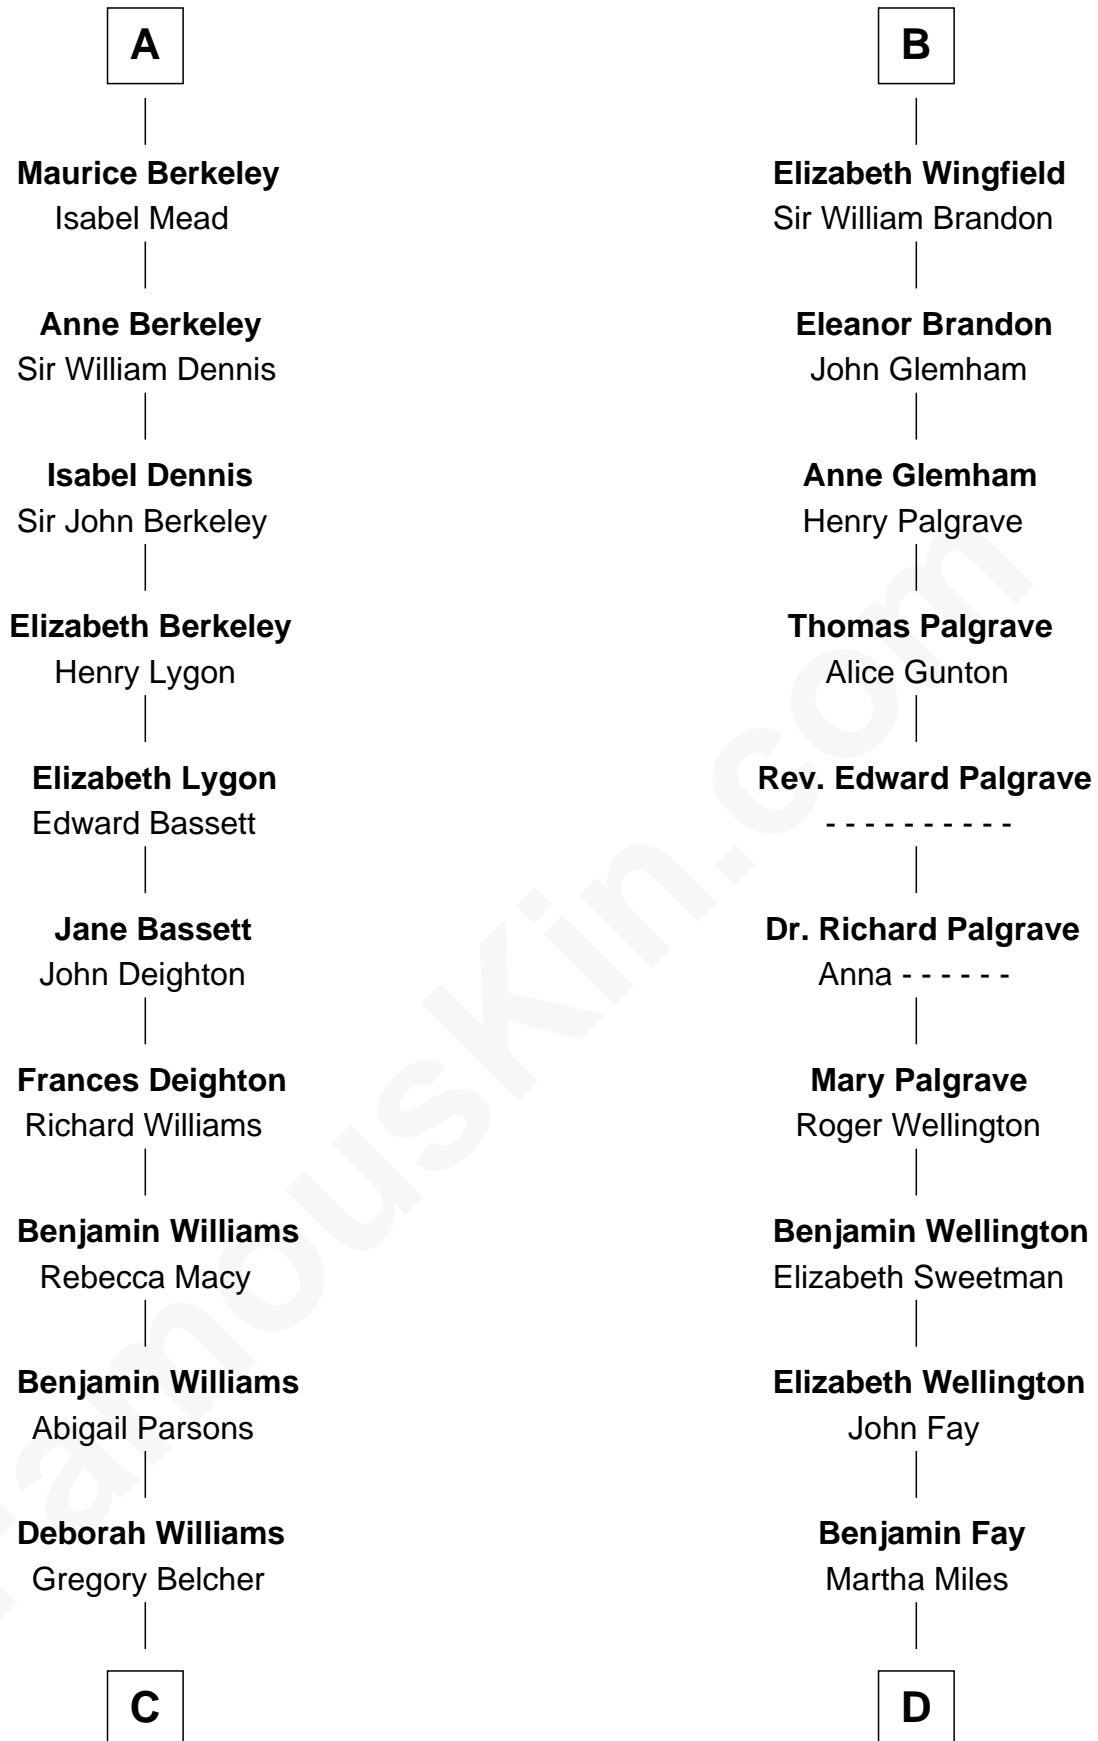 A
Maurice Berkeley
Isabel Mead
Anne Berkeley
Sir William Dennis
Isabel Dennis
Sir John Berkeley
Elizabeth Berkeley
Henry Lygon
Elizabeth Lygon
Edward Bassett
Jane Bassett
John Deighton
Frances Deighton
Richard Williams
Benjamin Williams
Rebecca Macy
Benjamin Williams
Abigail Parsons
Deborah Williams
Gregory Belcher
C
B
Elizabeth Wingfield
Sir William Brandon
Eleanor Brandon
John Glemham
Anne Glemham
Henry Palgrave
Thomas Palgrave
Alice Gunton
Rev. Edward Palgrave
- - - - - - - - - -
Dr. Richard Palgrave
Anna - - - - - -
Mary Palgrave
Roger Wellington
Benjamin Wellington
Elizabeth Sweetman
Elizabeth Wellington
John Fay
Benjamin Fay
Martha Miles
D
FamousKin.com